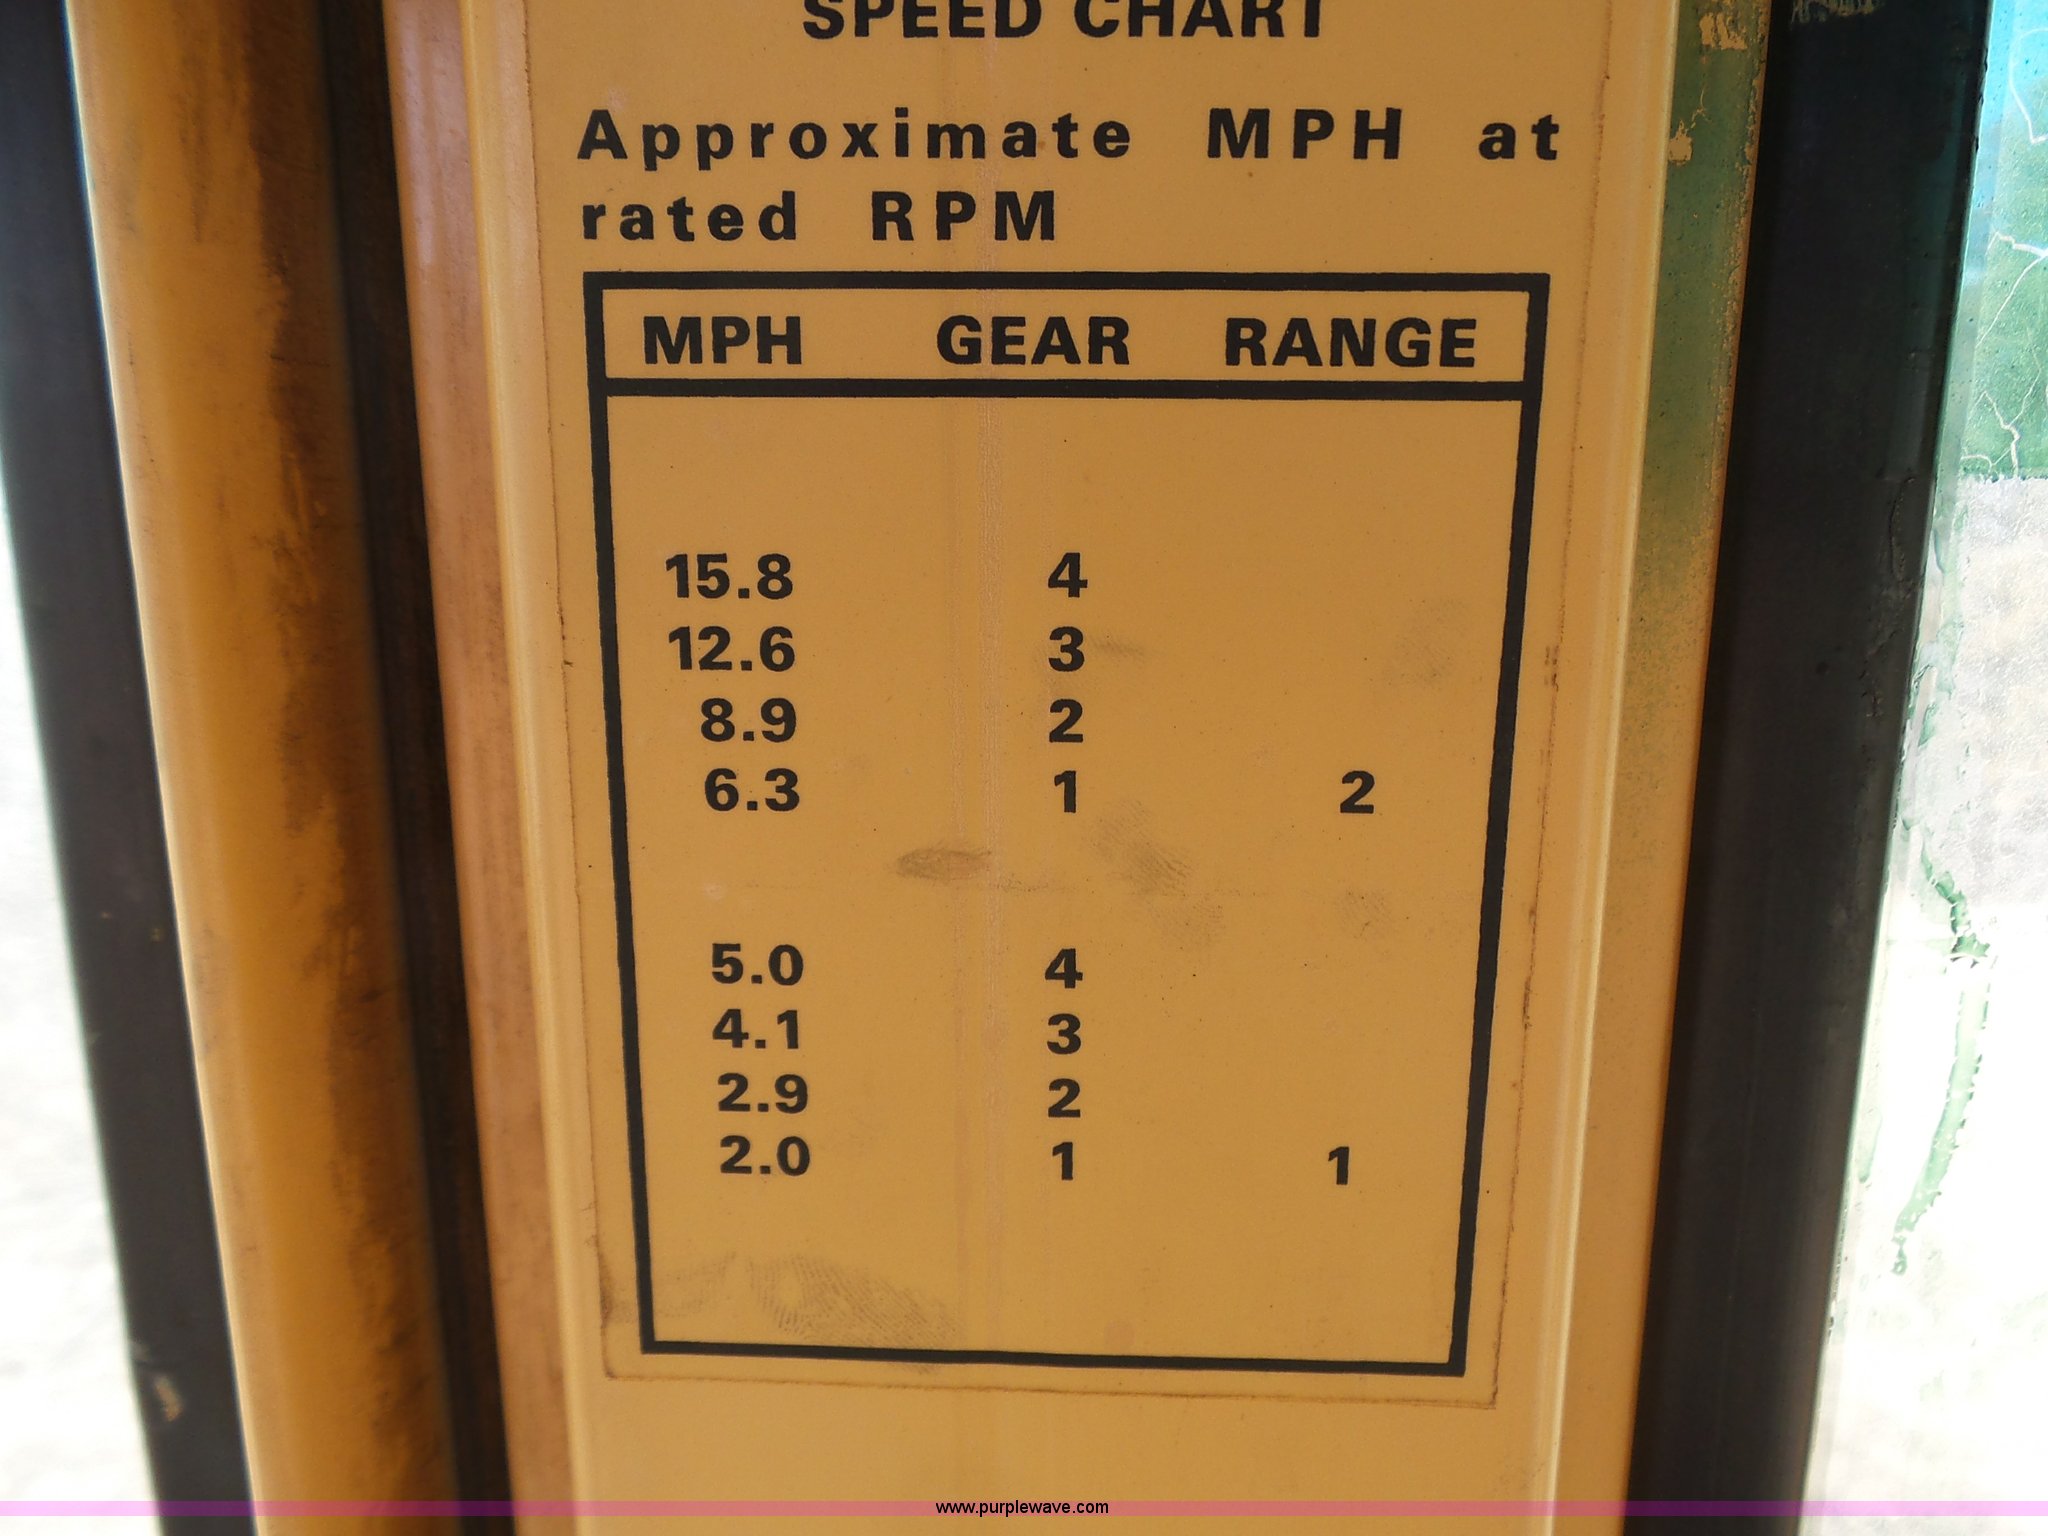 SPEED CHART
Approximate MPH at
rated RPM
MPH GEAR RANGE
15.8 4
12.6 3
8.9 2
6.3 1 2
5.0 4
4.1 3
2.9 2
2.0 1 1
www.purplewave.com